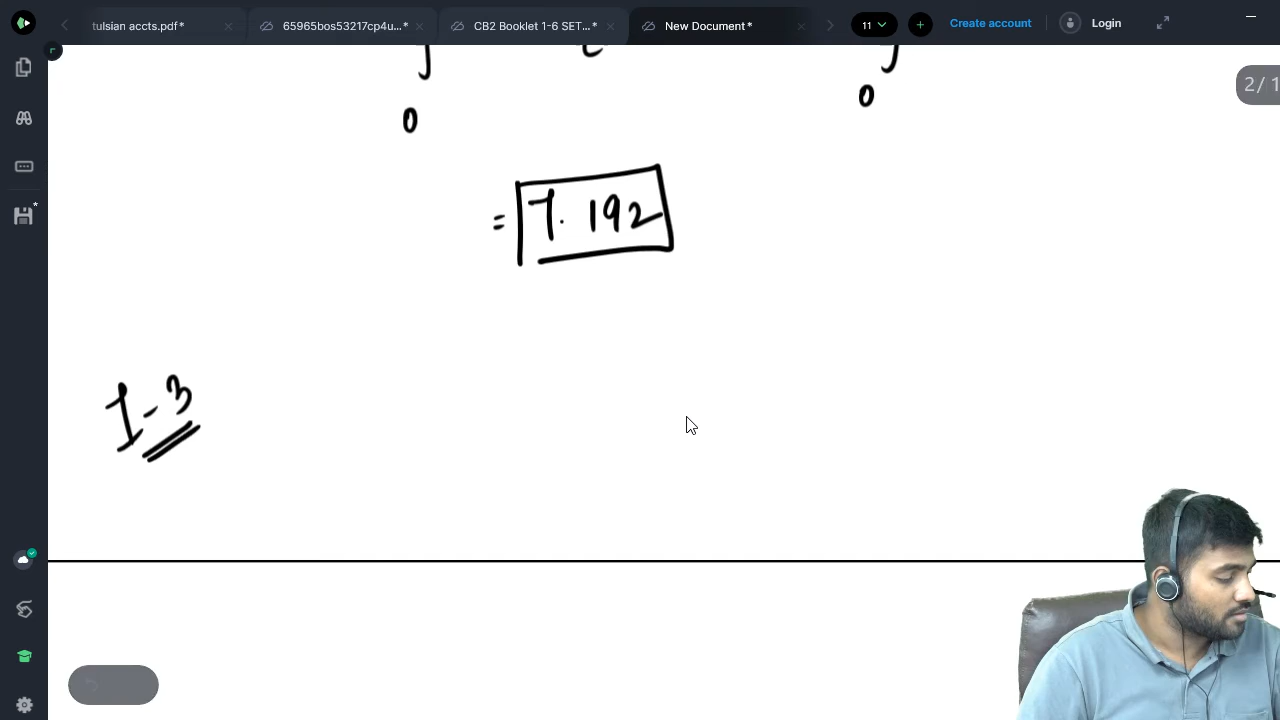 tulsian accts.pdf*
65965bos53217cp4u...*
CB2 Booklet 1-6 SET...*
New Document*
11
Create account
Login
2/ 1
0
0
= 7.192
I-3